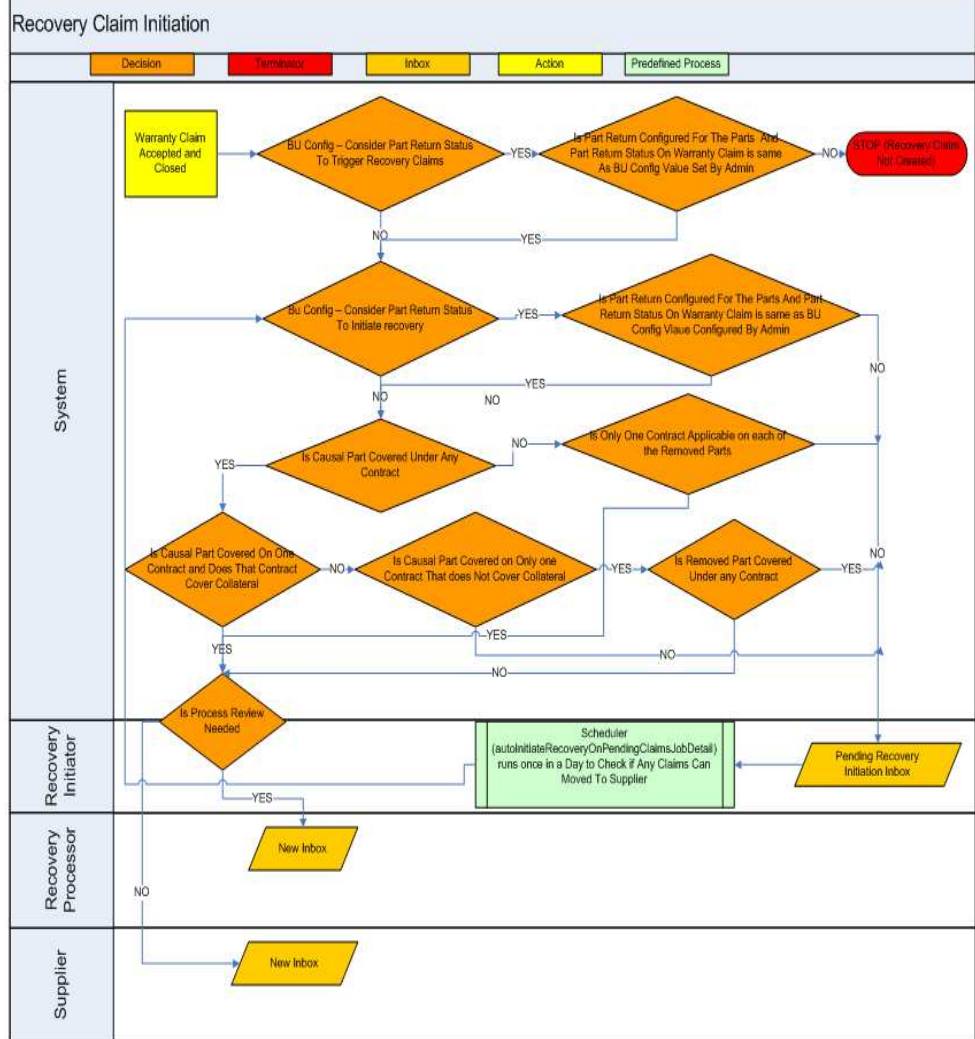 Recovery Claim Initiation
Decision
Terminator
Inbox
Action
Predefined Process
System
Warranty Claim
Accepted and
Closed
BU Config – Consider Part Return Status
To Trigger Recovery Claims
YES
Is Part Return Configured For The Parts And
Part Return Status On Warranty Claim is same
As BU Config Value Set By Admin
NO
STOP (Recovery Claim
Not Created)
NO
YES
Bu Config – Consider Part Return Status
To Initiate recovery
YES
Is Part Return Configured For The Parts And Part
Return Status On Warranty Claim is same as BU
Config Vlaue Configured By Admin
NO
YES
NO
NO
Is Causal Part Covered Under Any
Contract
NO
Is Only One Contract Applicable on each of
the Removed Parts
YES
Is Causal Part Covered On One
Contract and Does That Contract
Cover Collateral
NO
Is Causal Part Covered on Only one
Contract That does Not Cover Collateral
YES
Is Removed Part Covered
Under any Contract
YES
NO
YES
YES
NO
NO
Is Process Review
Needed
Recovery
Initiator
Scheduler
(autoInitiateRecoveryOnPendingClaimsJobDetail)
runs once in a Day to Check if Any Claims Can
Moved To Supplier
Pending Recovery
Initiation Inbox
YES
Recovery
Processor
New Inbox
NO
Supplier
New Inbox